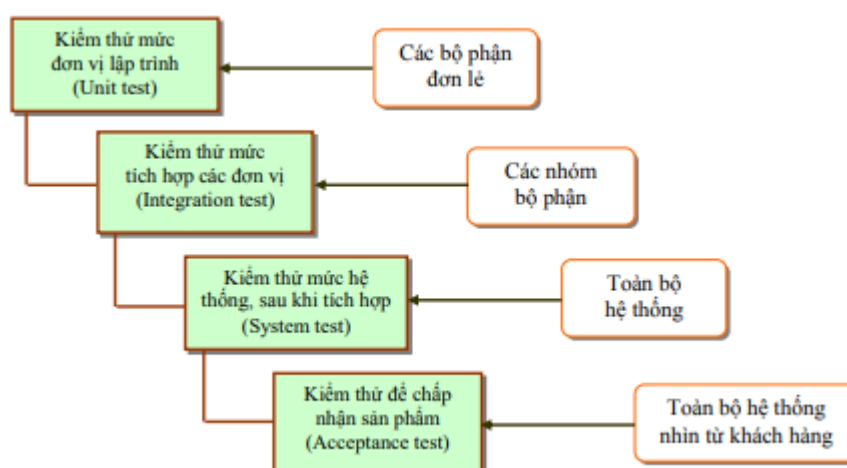 Kiểm thử mức
đơn vị lập trình
(Unit test)
Các bộ phận
đơn lẻ
Kiểm thử mức
tích hợp các đơn vị
(Integration test)
Các nhóm
bộ phận
Kiểm thử mức hệ
thống, sau khi tích hợp
(System test)
Toàn bộ
hệ thống
Kiểm thử để chấp
nhận sản phẩm
(Acceptance test)
Toàn bộ hệ thống
nhìn từ khách hàng